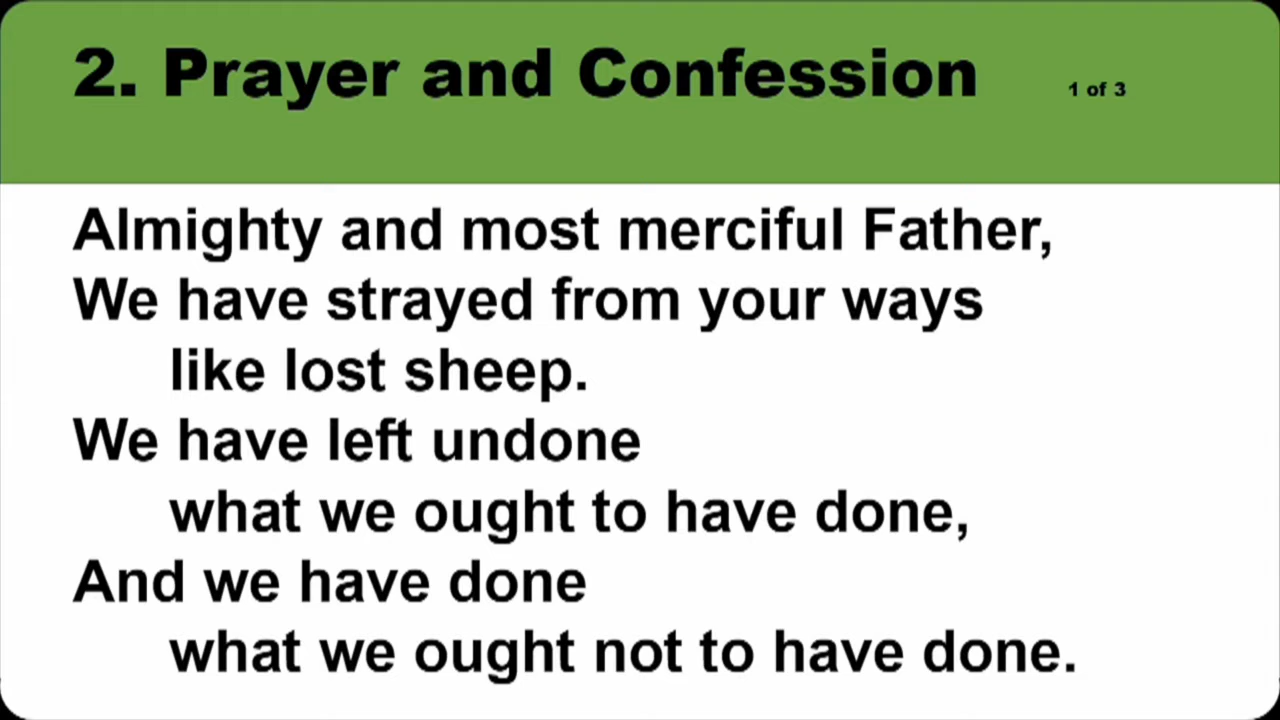 2. Prayer and Confession 1 of 3
Almighty and most merciful Father,
We have strayed from your ways
like lost sheep.
We have left undone
what we ought to have done,
And we have done
what we ought not to have done.